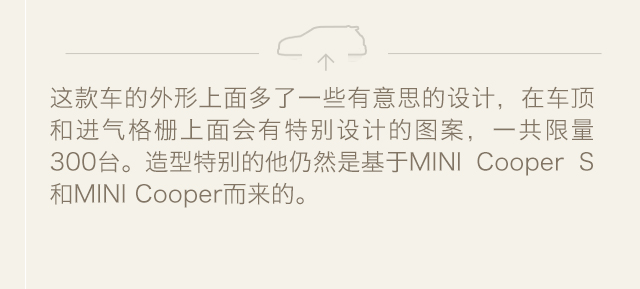 这款车的外形上面多了一些有意思的设计，在车顶
和进气格栅上面会有特别设计的图案，一共限量
300台。造型特别的他仍然是基于MINI Cooper S
和MINI Cooper而来的。